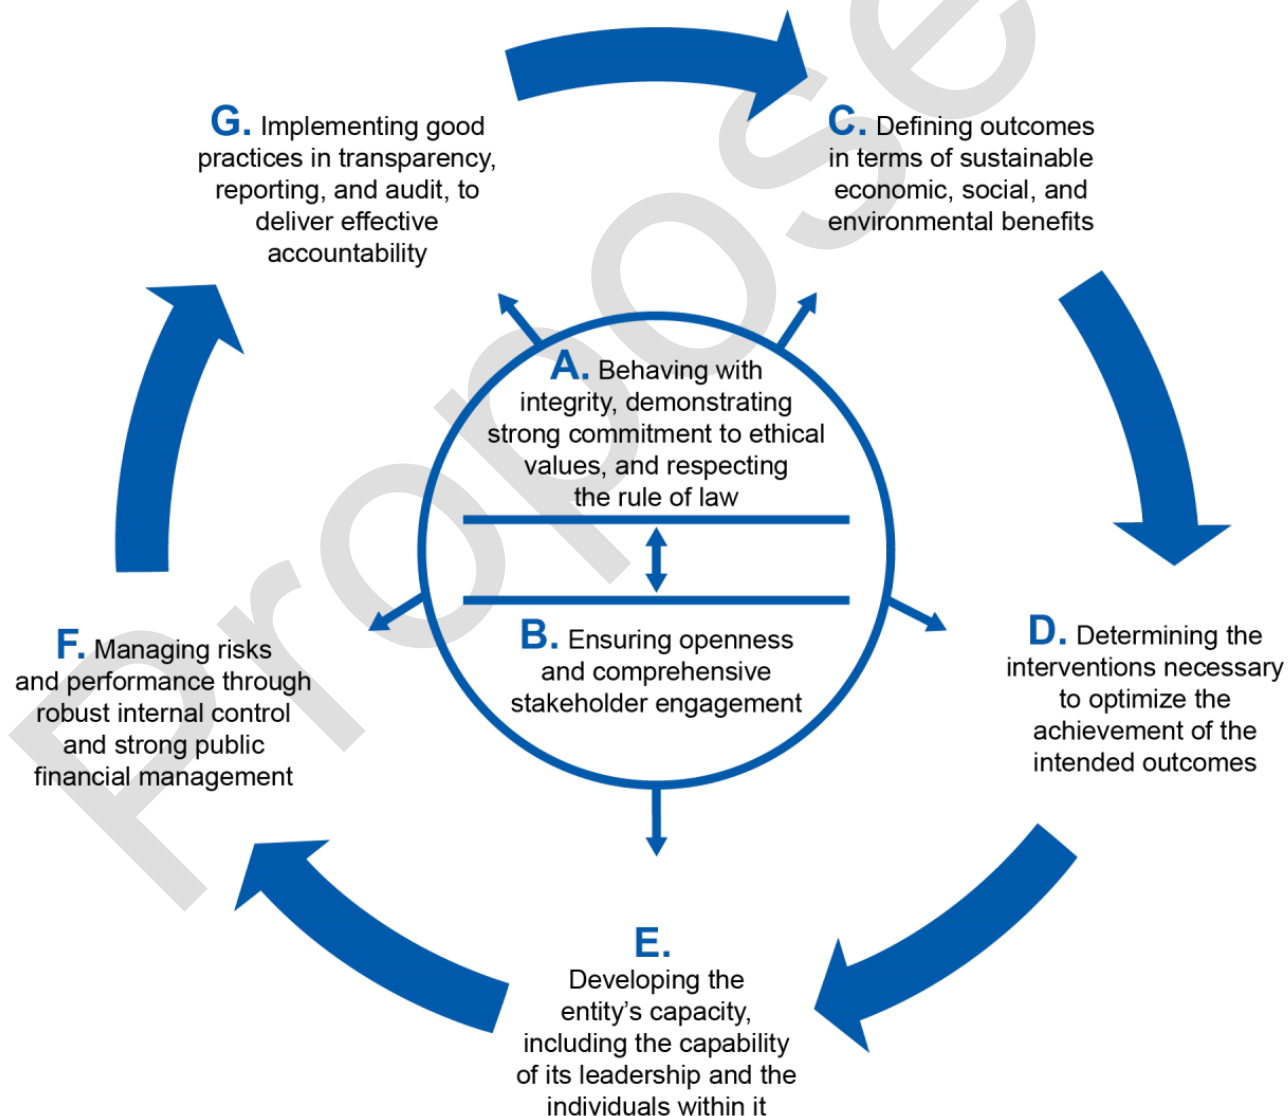 G. Implementing good
practices in transparency,
reporting, and audit, to
deliver effective
accountability
C. Defining outcomes
in terms of sustainable
economic, social, and
environmental benefits
A. Behaving with
integrity, demonstrating
strong commitment to ethical
values, and respecting
the rule of law
B. Ensuring openness
and comprehensive
stakeholder engagement
D. Determining the
interventions necessary
to optimize the
achievement of the
intended outcomes
F. Managing risks
and performance through
robust internal control
and strong public
financial management
E.
Developing the
entity’s capacity,
including the capability
of its leadership and the
individuals within it
Propose